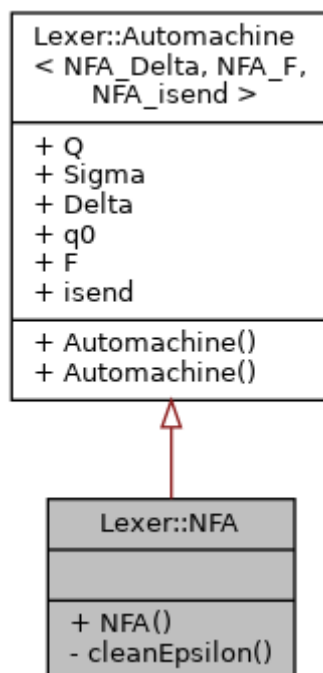 Lexer::Automachine
< NFA_Delta, NFA_F,
NFA_isend >
+ Q
+ Sigma
+ Delta
+ q0
+ F
+ isend
+ Automachine()
+ Automachine()
Lexer::NFA
+ NFA()
- cleanEpsilon()